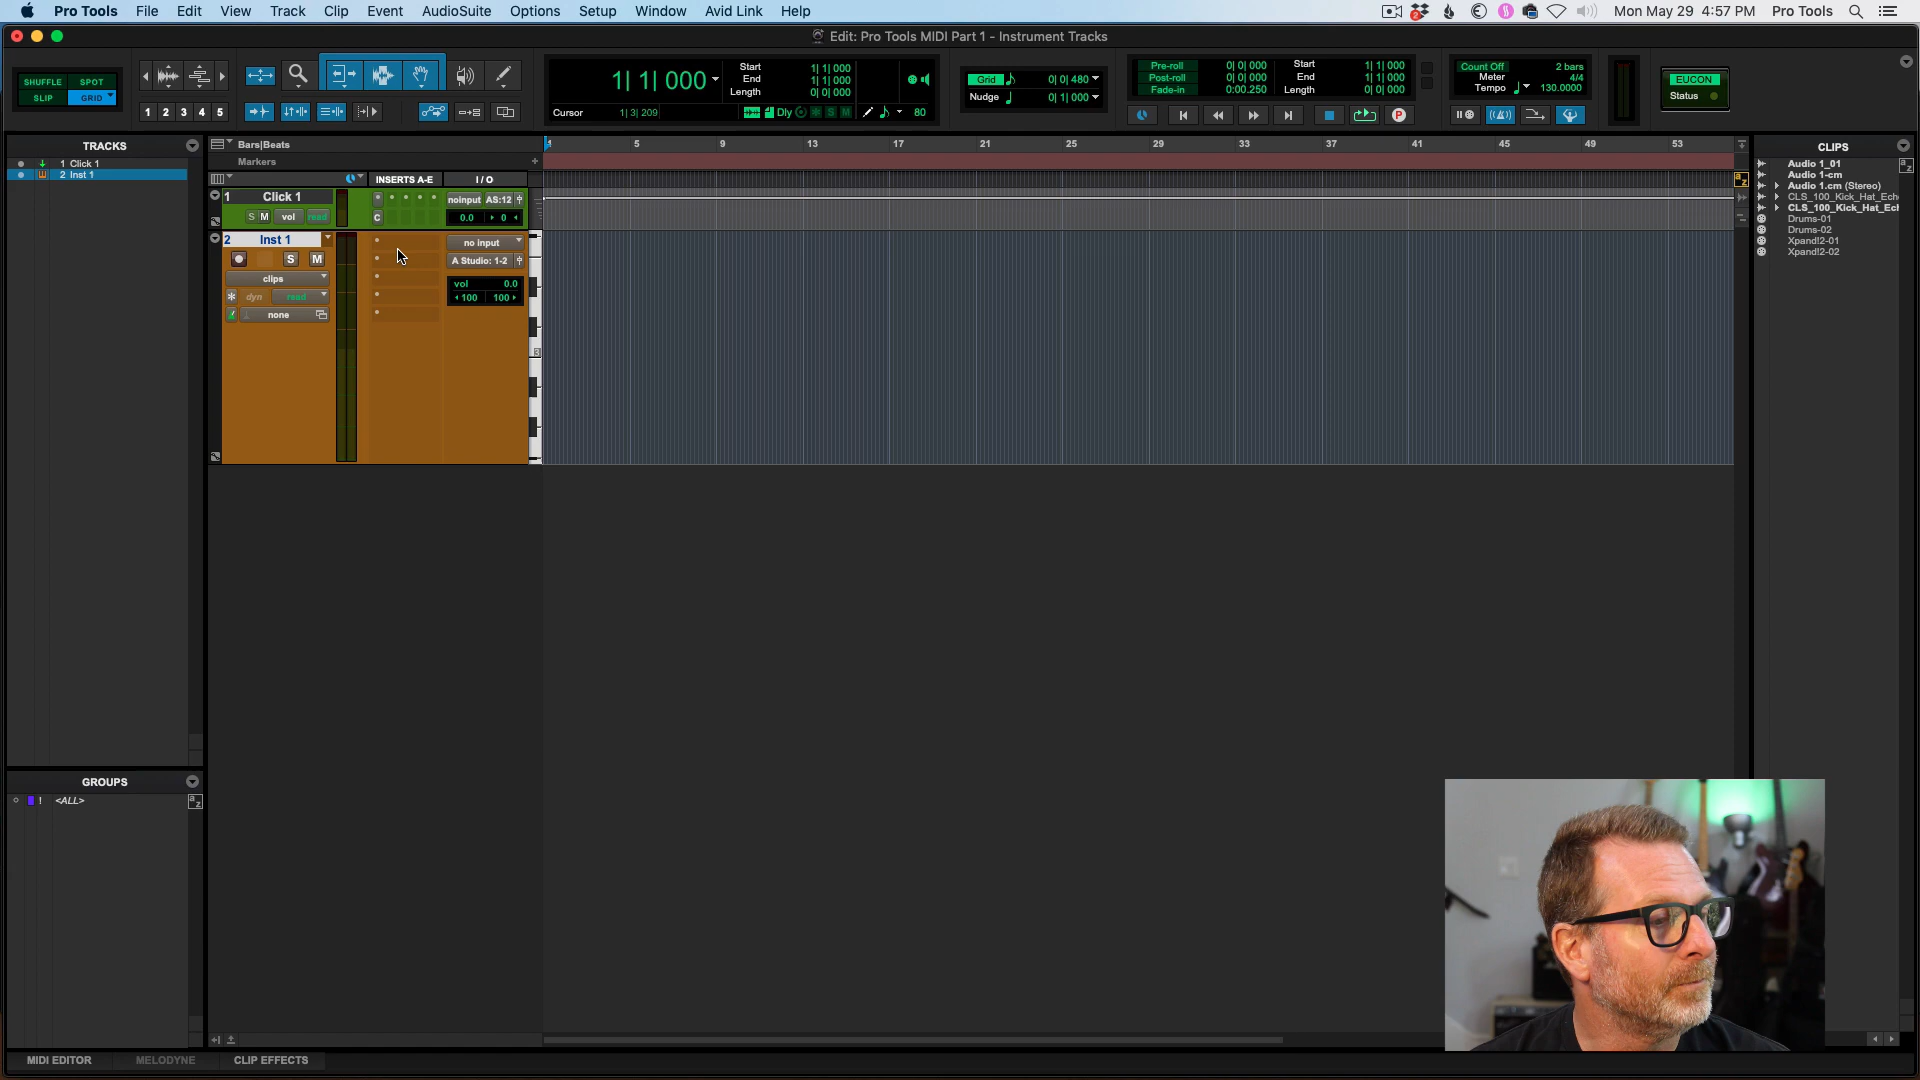 Pro Tools File Edit View Track Clip Event AudioSuite Options Setup Window Avid Link Help
2 Mon May 29 4:57 PM Pro Tools
Edit: Pro Tools MIDI Part 1 - Instrument Tracks
SHUFFLE SPOT
SLIP GRID
1 2 3 4 5
1| 1| 000
Start 1| 1| 000
End 1| 1| 000
Length 0| 0| 000
Cursor 1| 3| 209
Dly S M 80
Grid 0| 0| 480
Nudge 0| 1| 000
Pre-roll 0| 0| 000
Post-roll 0| 0| 000
Fade-in 0:00.250
Start 1| 1| 000
End 1| 1| 000
Length 0| 0| 000
P
Count Off 2 bars
Meter 4/4
Tempo 130.0000
EUCON
Status
TRACKS
1 Click 1
2 Inst 1
Bars|Beats
Markers
1 5 9 13 17 21 25 29 33 37 41 45 49 53
INSERTS A-E I / O
1 Click 1
S M vol read
C
noinput AS:12
0.0 0
2 Inst 1
S M
clips
dyn read
none
no input
A Studio: 1-2
vol 0.0
100 100
3
CLIPS
Audio 1_01
Audio 1-cm
Audio 1.cm (Stereo)
CLS_100_Kick_Hat_Ech
CLS_100_Kick_Hat_Ech
Drums-01
Drums-02
Xpand!2-01
Xpand!2-02
a z
GROUPS
! <ALL>
a z
MIDI EDITOR MELODYNE CLIP EFFECTS